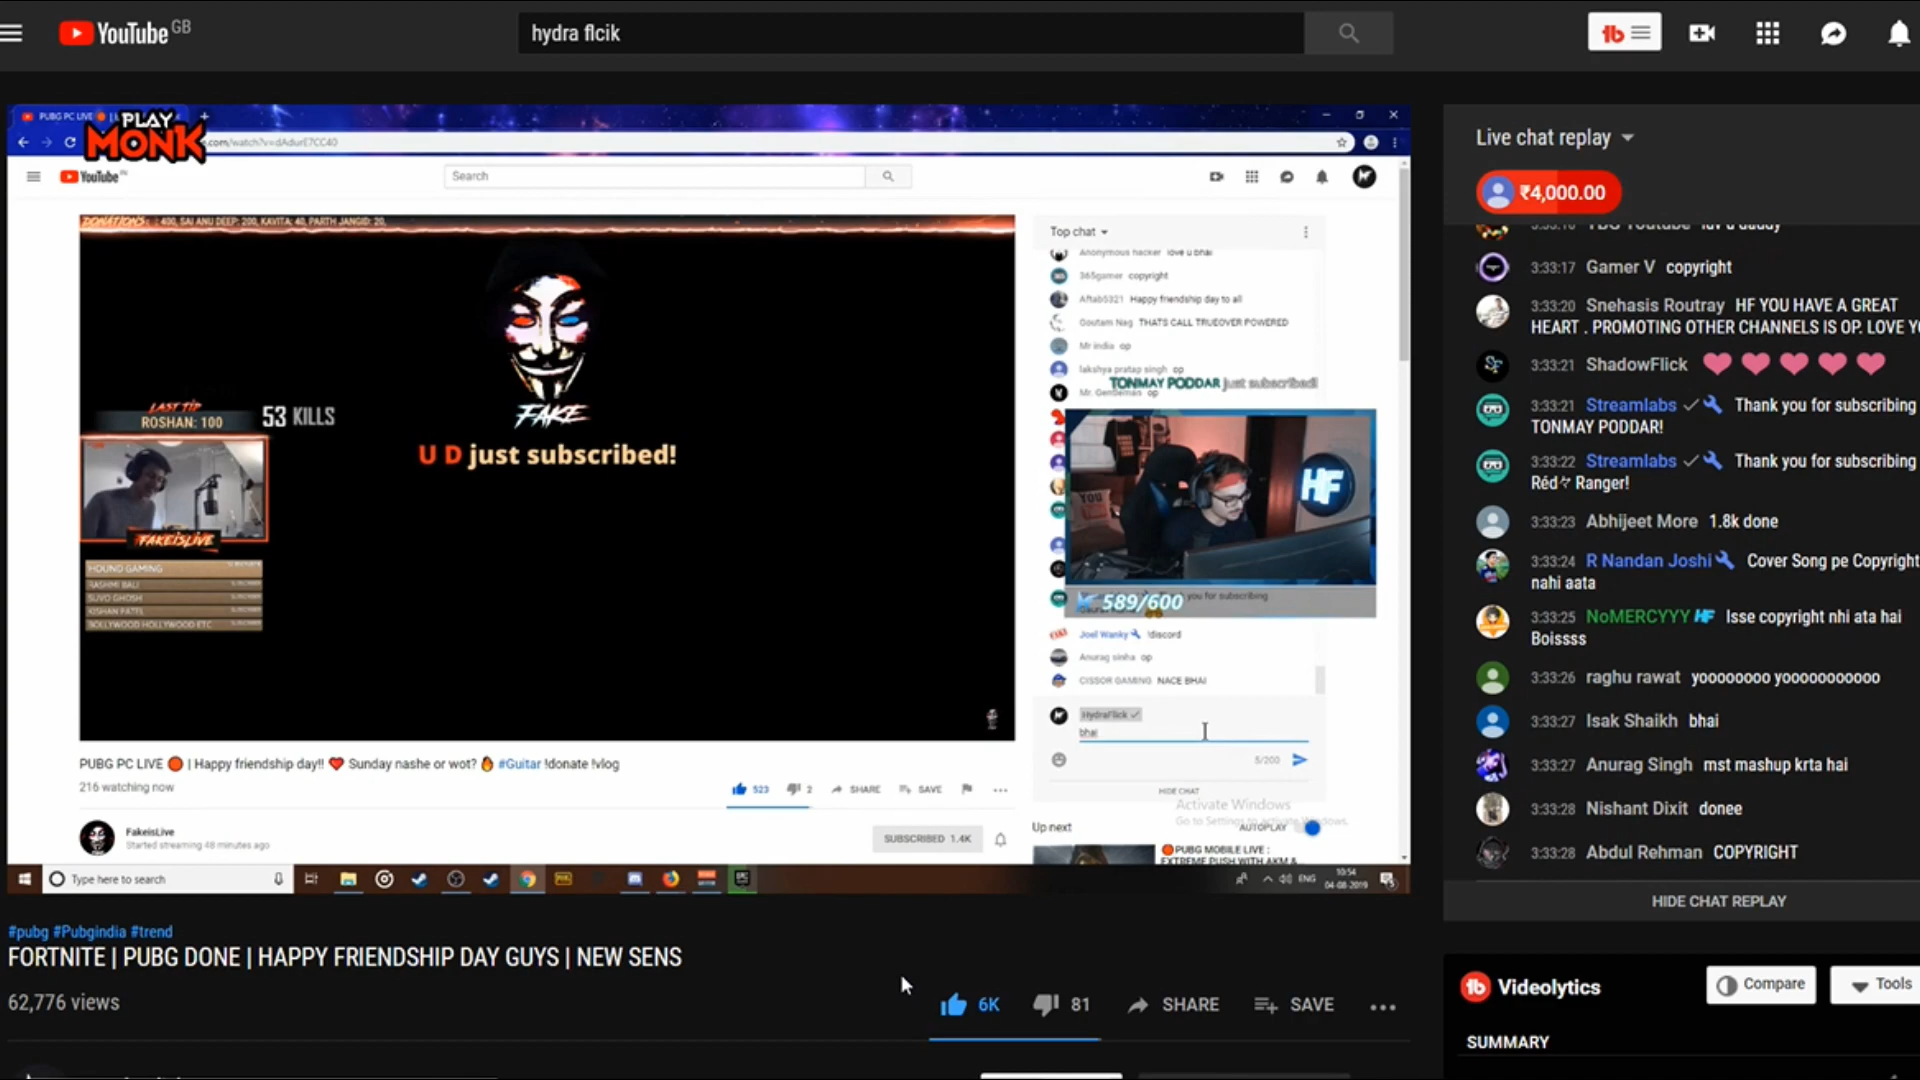 YouTube GB
hydra flcik
PLAY
MONK
PUBG PC LIVE
.com/watch?v=dAdurE7CC40
YouTube
Search
DONATIONS : 400, SAI ANU DEEP: 200, KAVITA: 40, PARTH JANGID: 20,
LAST TIP
ROSHAN: 100
53 KILLS
FAKE
U D just subscribed!
FAKEISLIVE
HOUND GAMING
RASHMI BALI
SUVO GHOSH
KISHAN PATEL
BOLLYWOOD HOLLYWOOD ETC.
Top chat
Anonymous hacker love u bhai
365gamer copyright
Aftab5321 Happy friendship day to all
Goutam Nag THATS CALL TRUEOVER POWERED
Mr india op
lakshya pratap singh op
TONMAY PODDAR just subscribed!
Mr. Gentleman op
YOU
HF
589/600
you for subscribing
Joel Wanky !discord
Anurag sinha op
CISSOR GAMING NACE BHAI
HydraFlick
bhai
5/200
HIDE CHAT
Activate Windows
Go to Settings to activate Windows.
PUBG PC LIVE | Happy friendship day!! Sunday nashe or wot? #Guitar !donate !vlog
216 watching now
523 2 SHARE SAVE
FakeisLive
Started streaming 48 minutes ago
SUBSCRIBED 1.4K
Up next
AUTOPLAY
PUBG MOBILE LIVE :
EXTREME PUSH WITH AKM &
Type here to search
ENG
10:54
04-08-2019
#pubg #Pubgindia #trend
FORTNITE | PUBG DONE | HAPPY FRIENDSHIP DAY GUYS | NEW SENS
62,776 views
6K 81 SHARE SAVE
Live chat replay
₹4,000.00
3:33:16 TBG Youtube luv u daddy
3:33:17 Gamer V copyright
3:33:20 Snehasis Routray HF YOU HAVE A GREAT
HEART . PROMOTING OTHER CHANNELS IS OP. LOVE
3:33:21 ShadowFlick
3:33:21 Streamlabs Thank you for subscribing
TONMAY PODDAR!
3:33:22 Streamlabs Thank you for subscribing
Réd々 Ranger!
3:33:23 Abhijeet More 1.8k done
3:33:24 R Nandan Joshi Cover Song pe Copyright
nahi aata
3:33:25 NoMERCYYY HF Isse copyright nhi ata hai
Boissss
3:33:26 raghu rawat yoooooooo yooooooooooo
3:33:27 Isak Shaikh bhai
3:33:27 Anurag Singh mst mashup krta hai
3:33:28 Nishant Dixit donee
3:33:28 Abdul Rehman COPYRIGHT
HIDE CHAT REPLAY
Videolytics
Compare
Tools
SUMMARY